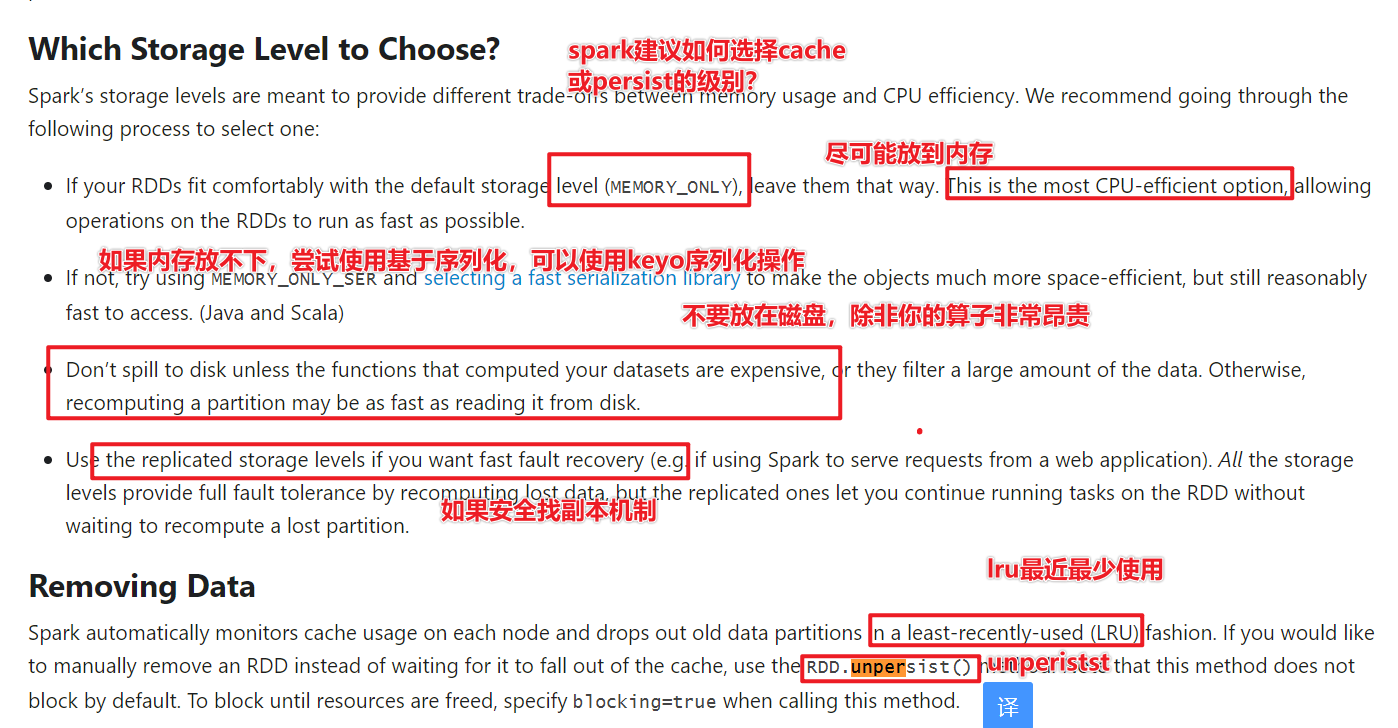 Which Storage Level to Choose?
spark建议如何选择cache
或persist的级别?
Spark's storage levels are meant to provide different trade-offs between memory usage and CPU efficiency. We recommend going through the
following process to select one:
尽可能放到内存
If your RDDs fit comfortably with the default storage level (MEMORY_ONLY), leave them that way. This is the most CPU-efficient option, allowing
operations on the RDDs to run as fast as possible.
如果内存放不下，尝试使用基于序列化，可以使用keyo序列化操作
If not, try using MEMORY_ONLY_SER and selecting a fast serialization library to make the objects much more space-efficient, but still reasonably
fast to access. (Java and Scala)
不要放在磁盘，除非你的算子非常昂贵
Don't spill to disk unless the functions that computed your datasets are expensive, or they filter a large amount of the data. Otherwise,
recomputing a partition may be as fast as reading it from disk.
Use the replicated storage levels if you want fast fault recovery (e.g. if using Spark to serve requests from a web application). All the storage
levels provide full fault tolerance by recomputing lost data, but the replicated ones let you continue running tasks on the RDD without
如果安全找副本机制
waiting to recompute a lost partition.
lru最近最少使用
Removing Data
Spark automatically monitors cache usage on each node and drops out old data partitions in a least-recently-used (LRU) fashion. If you would like
to manually remove an RDD instead of waiting for it to fall out of the cache, use the RDD.unpersist() that this method does not
unperistst
block by default. To block until resources are freed, specify blocking=true when calling this method.
译